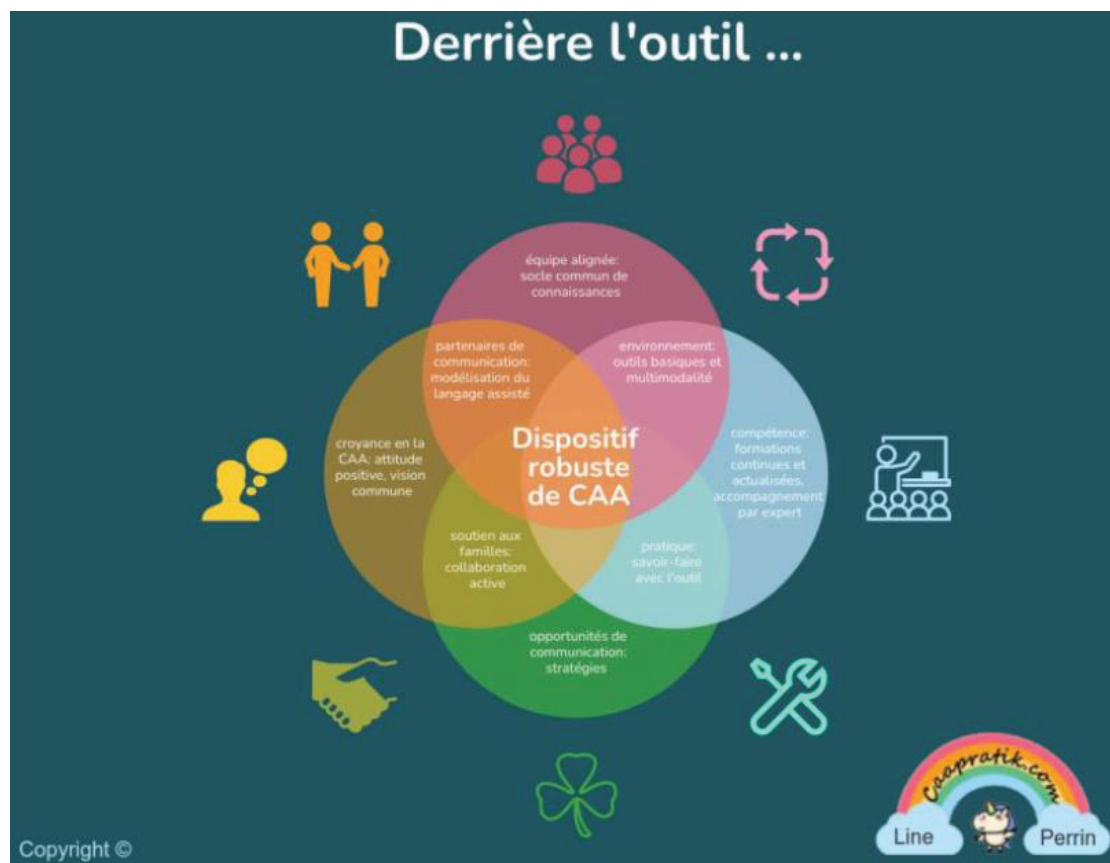 Derrière l'outil ...
équipe alignée:
socle commun de
connaissances
partenaires de
communication:
modélisation du
langage assisté
environnement:
outils basiques et
multimodalité
croyance en la
CAA: attitude
positive, vision
commune
Dispositif
robuste
de CAA
compétence:
formations
continues et
actualisées,
accompagnement
par expert
soutien aux
familles:
collaboration
active
pratique:
savoir-faire
avec l'outil
opportunités de
communication:
stratégies
Caapratik.com
Line
Perrin
Copyright ©